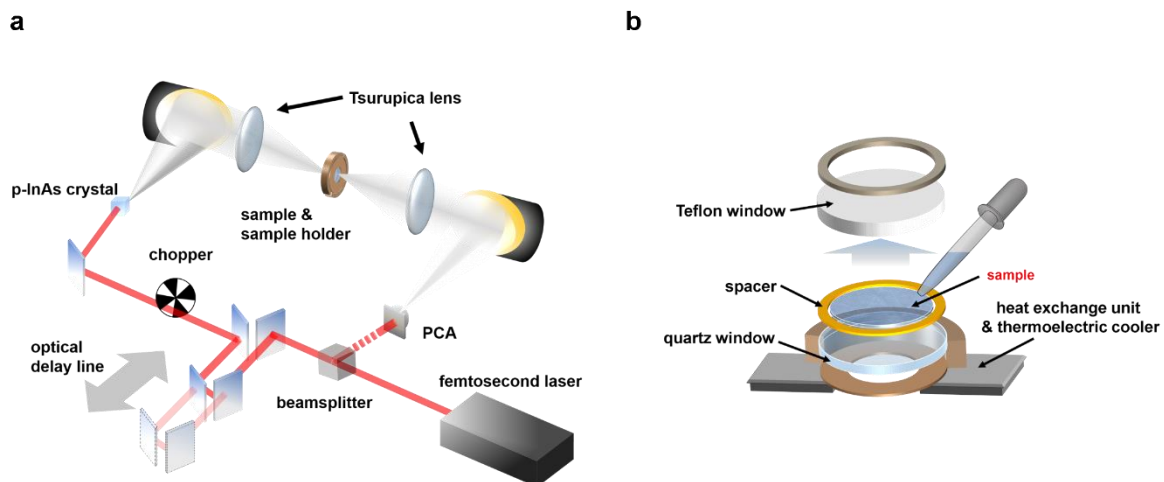 a
Tsurupica lens
p-InAs crystal
sample &
sample holder
chopper
PCA
optical
delay line
femtosecond laser
beamsplitter
b
Teflon window
sample
spacer
heat exchange unit
& thermoelectric cooler
quartz window